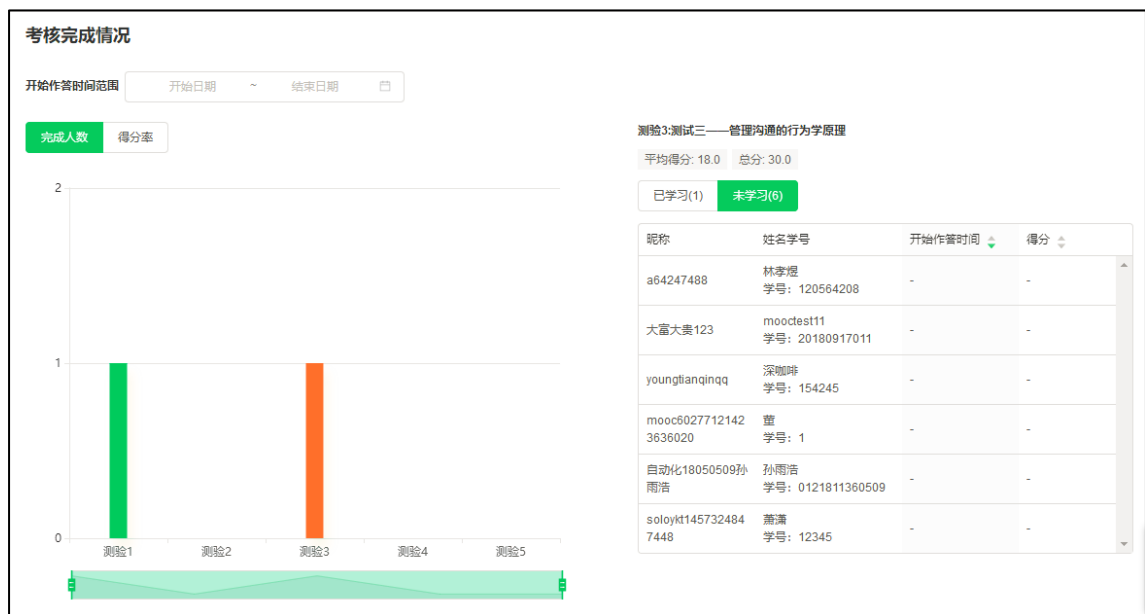 考核完成情况
开始作答时间范围 开始日期 ~ 结束日期
完成人数 得分率
2
1
0
测验1 测验2 测验3 测验4 测验5
测验3:测试三——管理沟通的行为学原理
平均得分: 18.0 总分: 30.0
已学习(1) 未学习(6)
昵称 姓名学号 开始作答时间 得分
a64247488 林孝煜 - -
学号：120564208
大富大贵123 mooctest11 - -
学号：20180917011
youngtianqinqq 深咖啡 - -
学号：154245
mooc6027712142 董 - -
3636020 学号：1
自动化18050509孙 孙雨浩 - -
雨浩 学号：0121811360509
soloykt145732484 萧潇 - -
7448 学号：12345